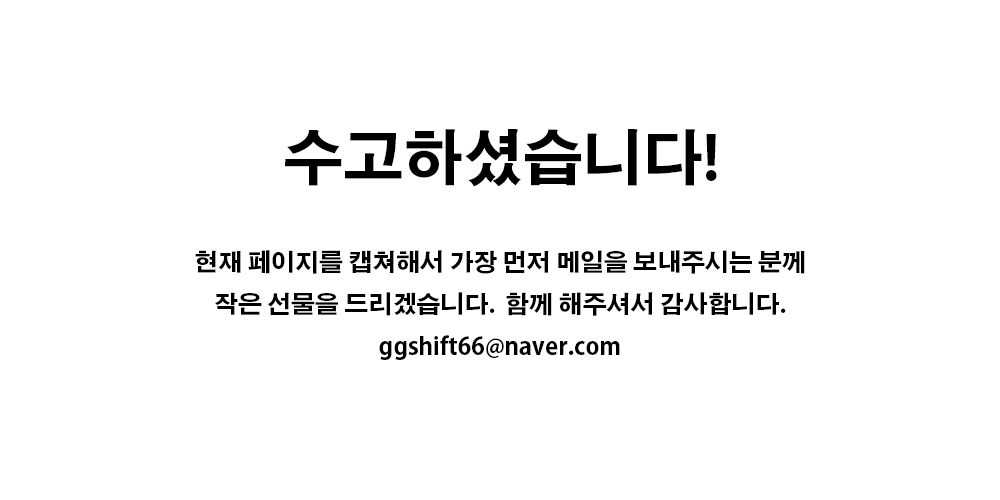 수고하셨습니다!
현재 페이지를 캡쳐해서 가장 먼저 메일을 보내주시는 분께
작은 선물을 드리겠습니다. 함께 해주셔서 감사합니다.
ggshift66@naver.com